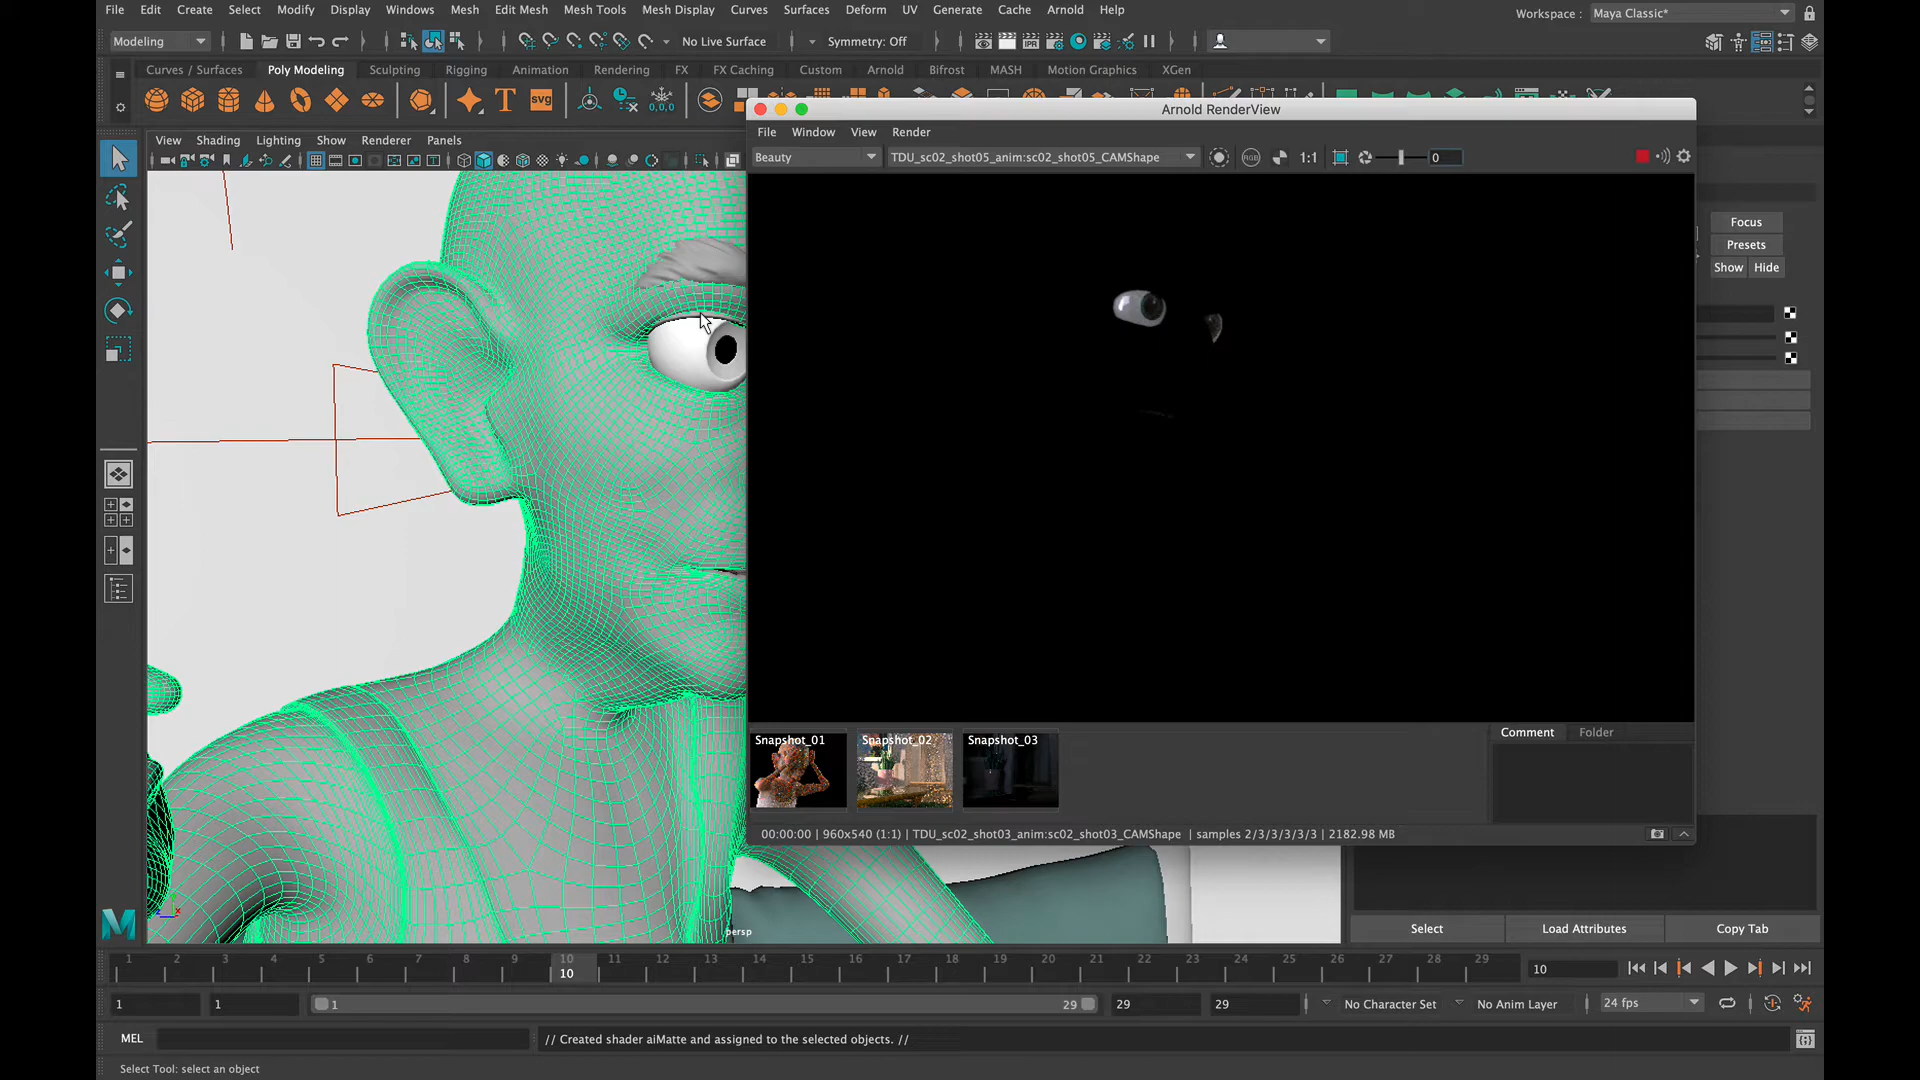 File Edit Create Select Modify Display Windows Mesh Edit Mesh Mesh Tools Mesh Display Curves Surfaces Deform UV Generate Cache Arnold Help
Workspace : Maya Classic*
Modeling
No Live Surface
Symmetry: Off
Curves / Surfaces Poly Modeling Sculpting Rigging Animation Rendering FX FX Caching Custom Arnold Bifrost MASH Motion Graphics XGen
T
svg
0,0,0
View Shading Lighting Show Renderer Panels
Arnold RenderView
File Window View Render
Beauty
TDU_sc02_shot05_anim:sc02_shot05_CAMShape
1:1
0
Focus
Presets
Show Hide
Snapshot_01
Snapshot_02
Snapshot_03
Comment Folder
00:00:00 | 960x540 (1:1) | TDU_sc02_shot03_anim:sc02_shot03_CAMShape | samples 2/3/3/3/3/3 | 2182.98 MB
persp
Select Load Attributes Copy Tab
1 2 3 4 5 6 7 8 9 10 11 12 13 14 15 16 17 18 19 20 21 22 23 24 25 26 27 28 29
10
10
1 1 1 29 29 29
No Character Set
No Anim Layer
24 fps
MEL
// Created shader aiMatte and assigned to the selected objects. //
Select Tool: select an object